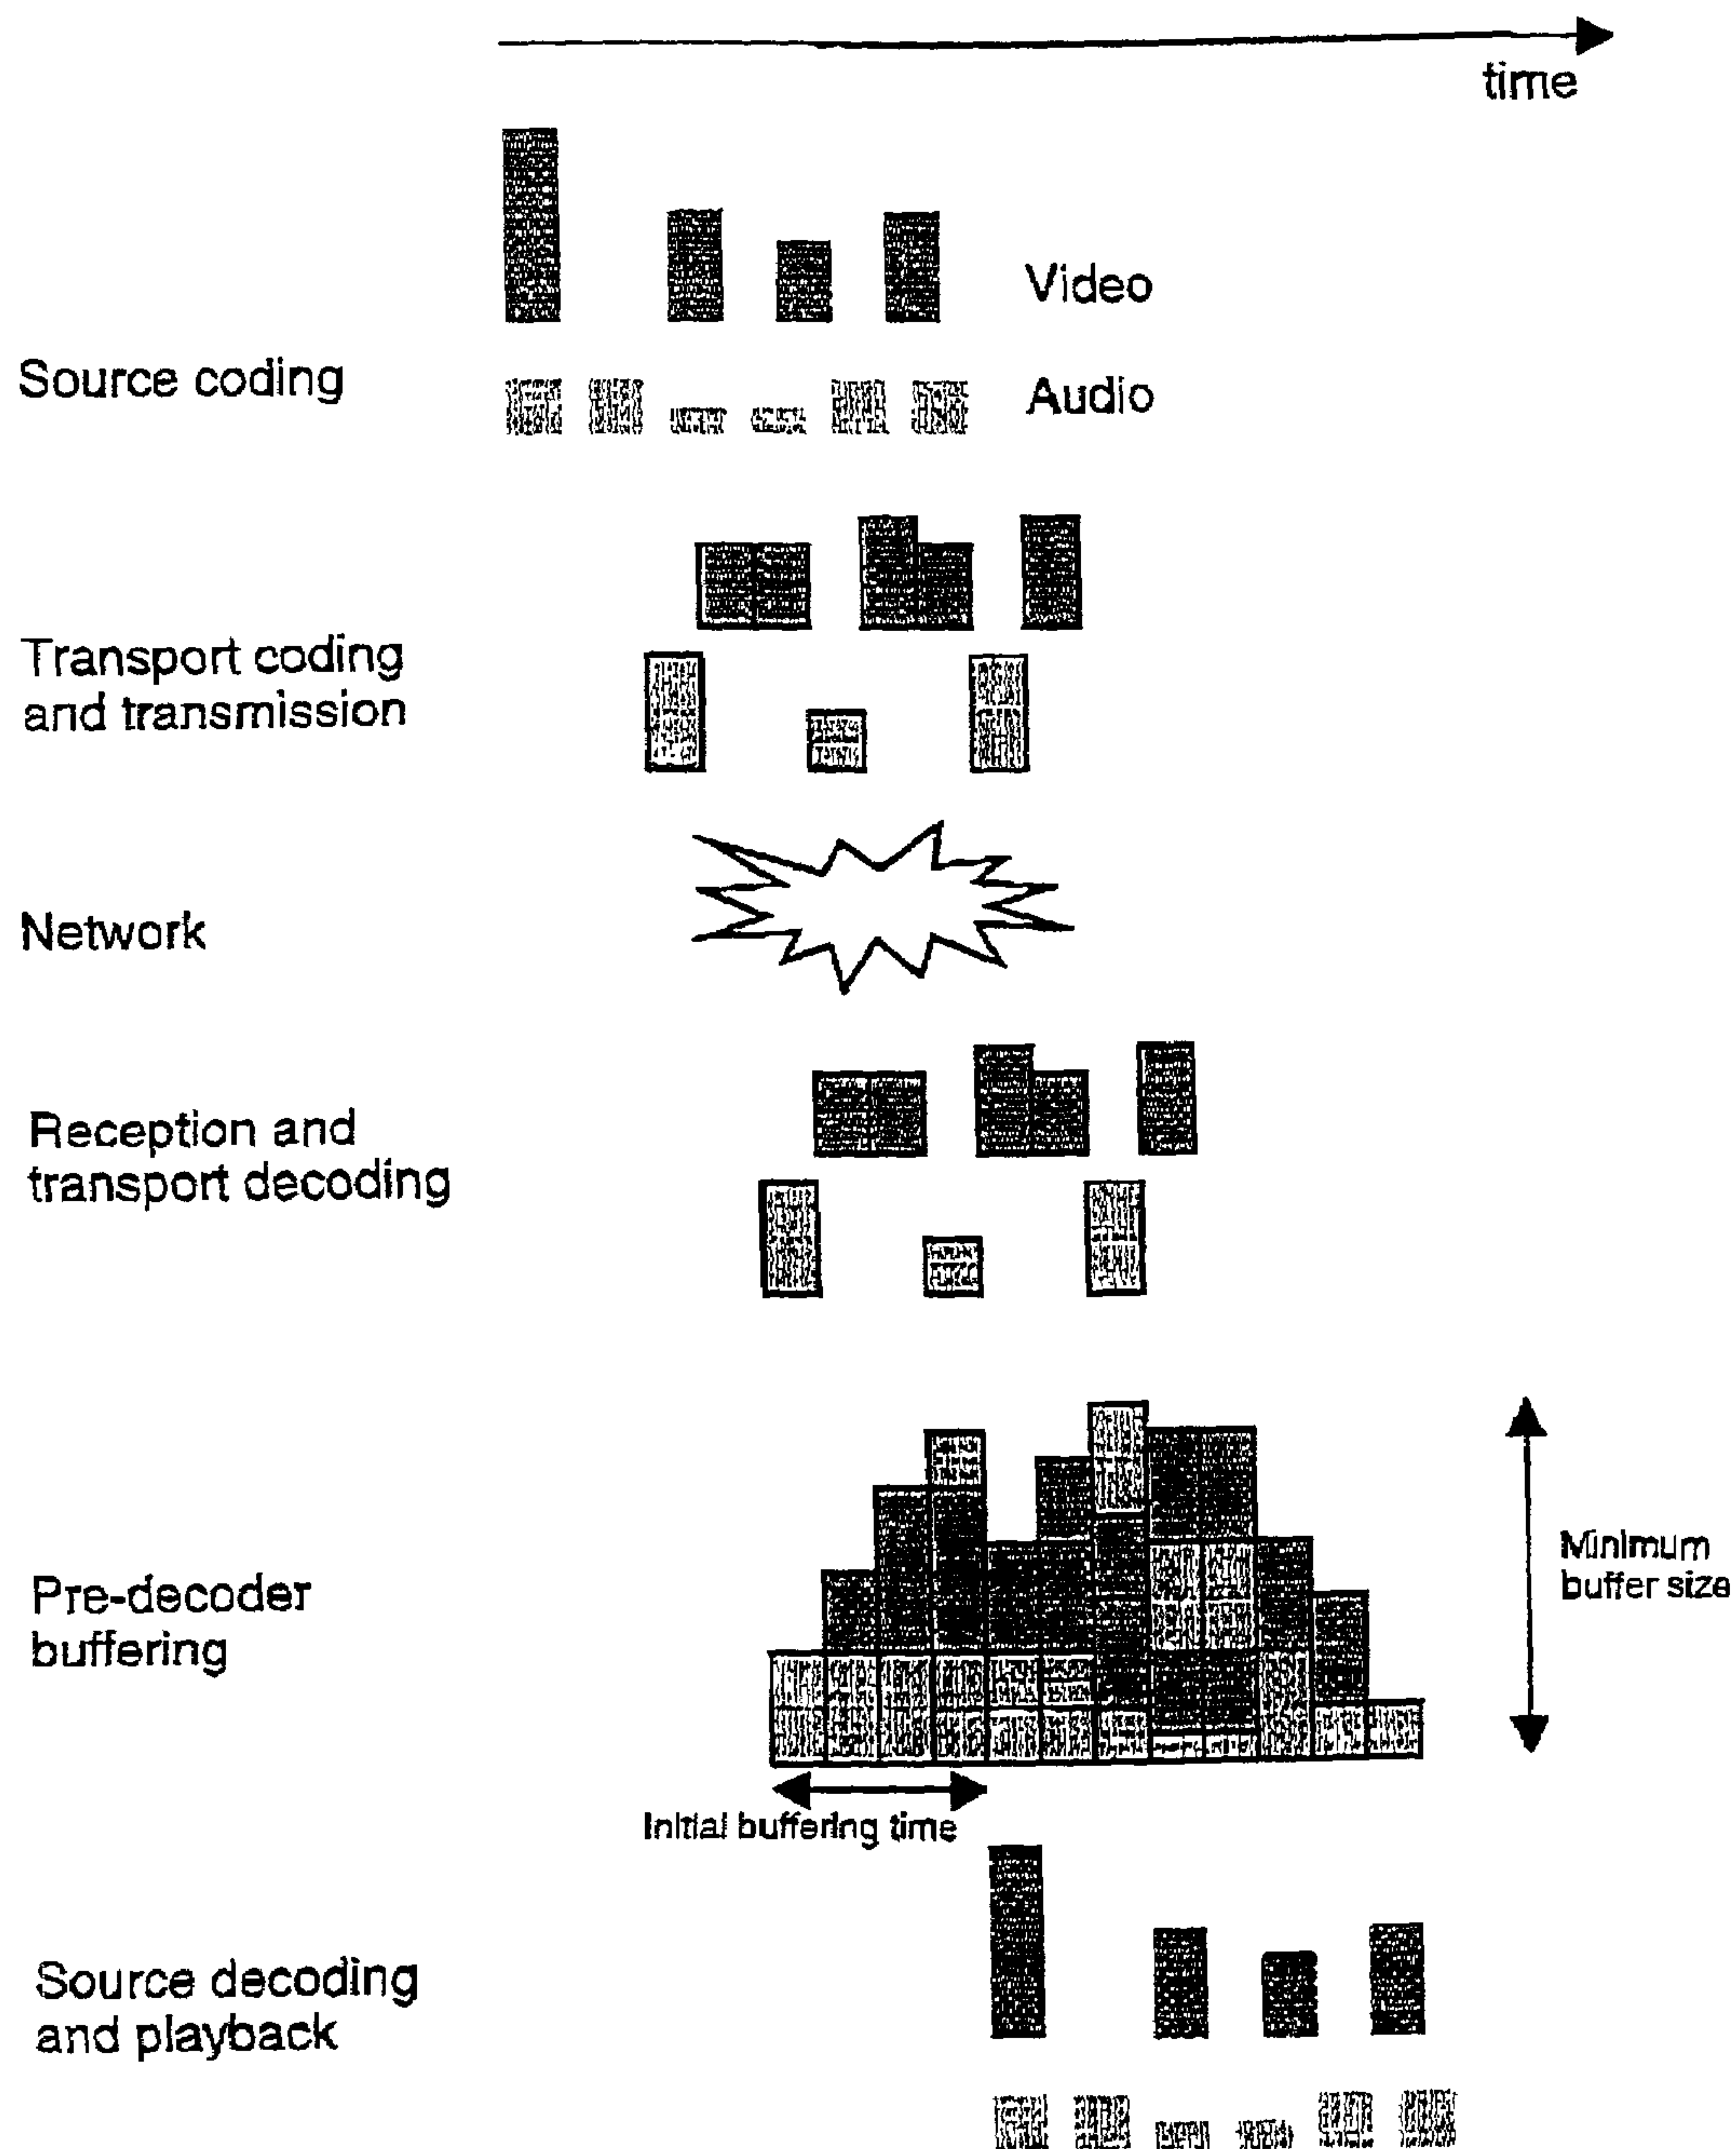 time
Video
Source coding
Audio
Transport coding
and transmission
Network
Reception and
transport decoding
Minimum
buffer size
Pre-decoder
buffering
Initial buffering time
Source decoding
and playback